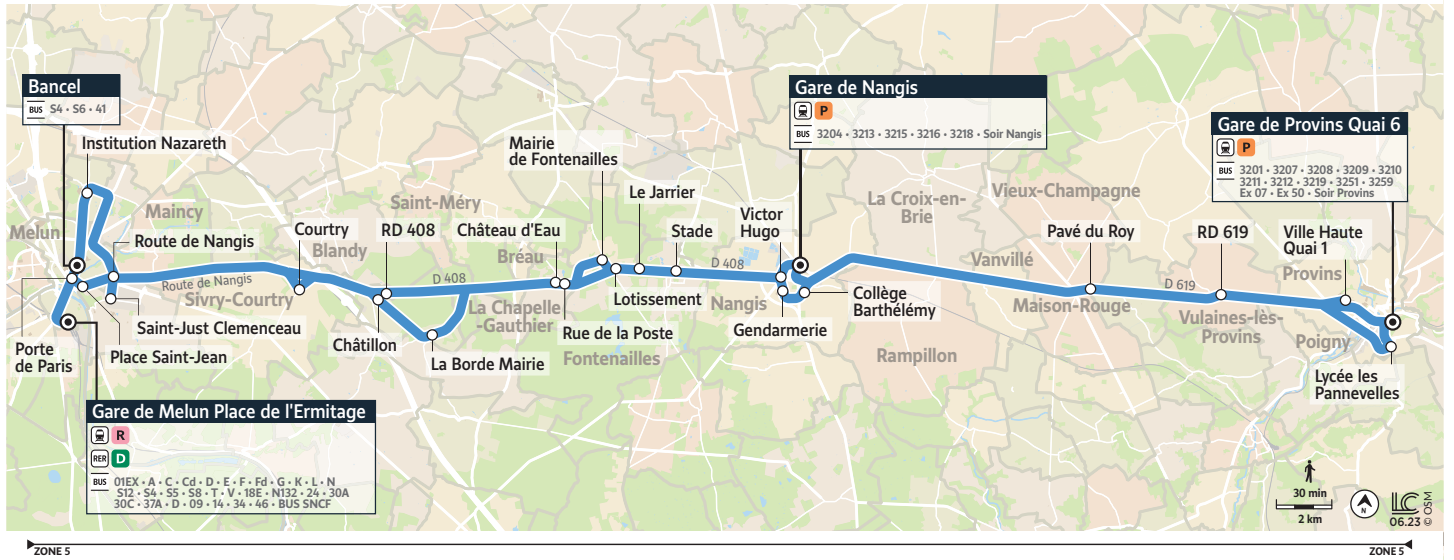 Bancel
BUS S4 • S6 • 41
Institution Nazareth
Melun
Maincy
Route de Nangis
Route de Nangis
Sivry-Courtry
Saint-Just Clemenceau
Place Saint-Jean
Porte
de Paris
Gare de Melun Place de l'Ermitage
R
RER D
BUS 01EX • A • C • Cd • D • E • F • Fd • G • K • L • N
S12 • S4 • S5 • S8 • T • V • 18E • N132 • 24 • 30A
30C • 37A • D • 09 • 14 • 34 • 46 • BUS SNCF
Courtry
Blandy
Saint-Méry
RD 408
Châtillon
La Borde Mairie
D 408
Château d'Eau
Bréau
La Chapelle
-Gauthier
Mairie
de Fontenailles
Rue de la Poste
Fontenailles
Lotissement
Le Jarrier
Stade
D 408
Nangis
Victor
Hugo
Gendarmerie
Gare de Nangis
P
BUS 3204 • 3213 • 3215 • 3216 • 3218 • Soir Nangis
Collège
Barthélémy
La Croix-en-
Brie
Rampillon
Vieux-Champagne
Vanvillé
Pavé du Roy
Maison-Rouge
D 619
RD 619
Vulaines-lès-
Provins
Gare de Provins Quai 6
P
BUS 3201 • 3207 • 3208 • 3209 • 3210
3211 • 3212 • 3219 • 3251 • 3259
Ex 07 • Ex 50 • Soir Provins
Ville Haute
Quai 1
Provins
Poigny
Lycée les
Pannevelles
30 min
2 km
N
LC
06.23 © OSM
ZONE 5
ZONE 5